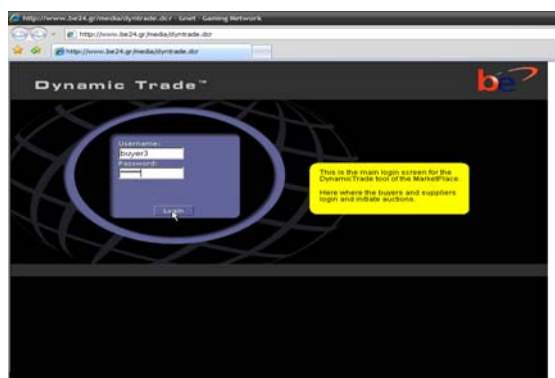 http://www.be24.gr/media/dyntrade.dcr - Gnet - Gaming Network
http://www.be24.gr/media/dyntrade.dcr
http://www.be24.gr/media/dyntrade.dcr
Dynamic Trade™
be
Username:
buyer3
Password:
Login
This is the main login screen for the
DynamicTrade tool of the MarketPlace.
Here where the buyers and suppliers
login and initiate auctions.